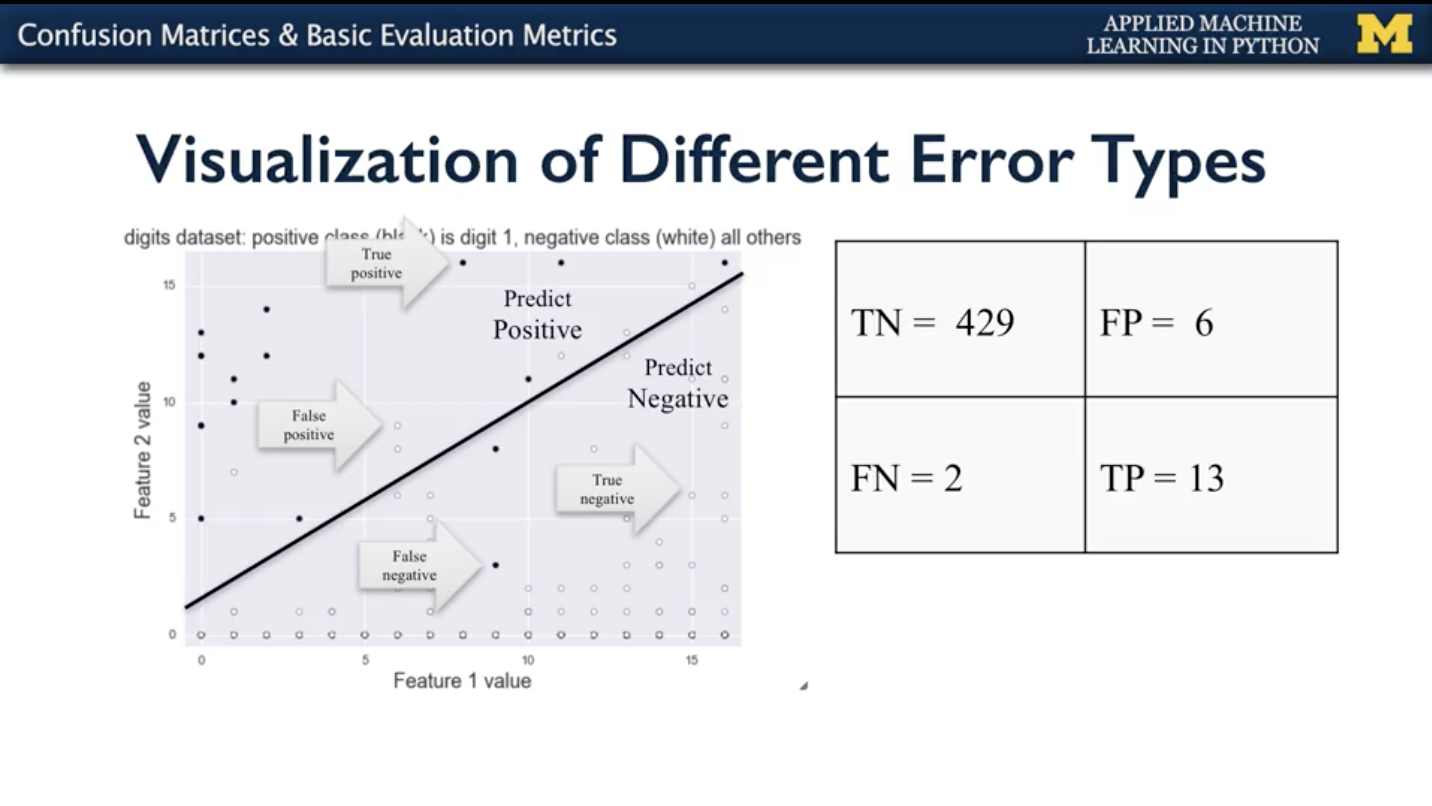 Confusion Matrices & Basic Evaluation Metrics
APPLIED MACHINE
LEARNING IN PYTHON
M
Visualization of Different Error Types
digits dataset: positive class (black) is digit 1, negative class (white) all others
True
positive
Predict
Positive
Predict
Negative
False
positive
True
negative
False
negative
15
10
5
0
Feature 2 value
0
5
10
15
Feature 1 value
TN = 429
FP = 6
FN = 2
TP = 13